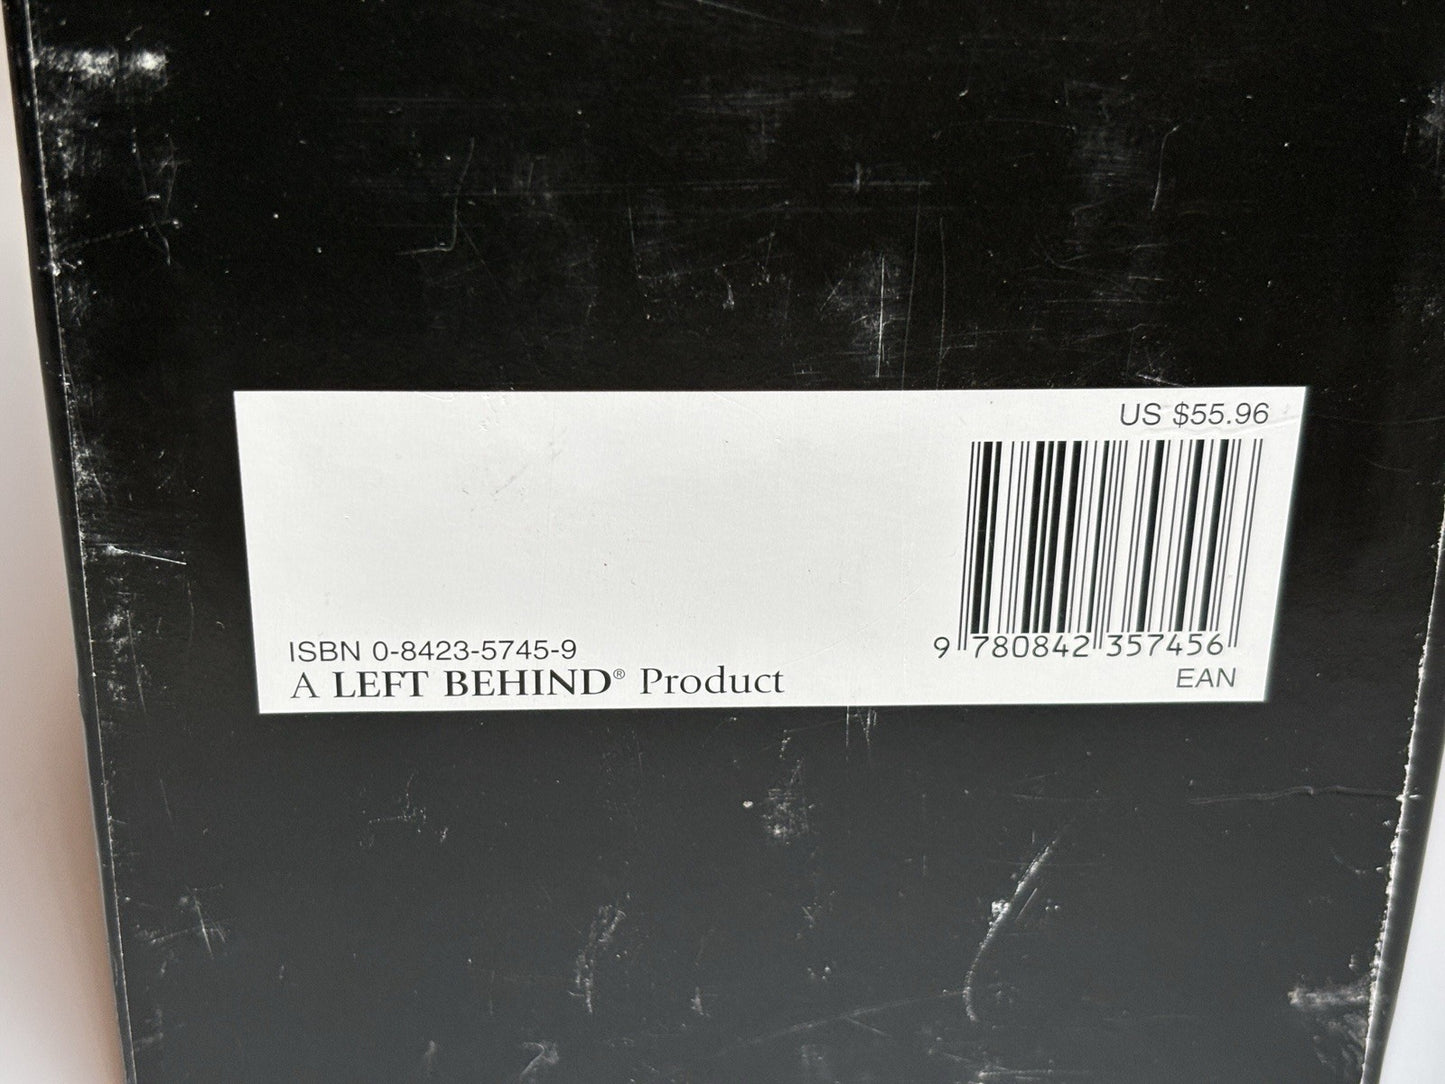 US $55.96
9 780842 357456
EAN
ISBN 0-8423-5745-9
A LEFT BEHIND® Product